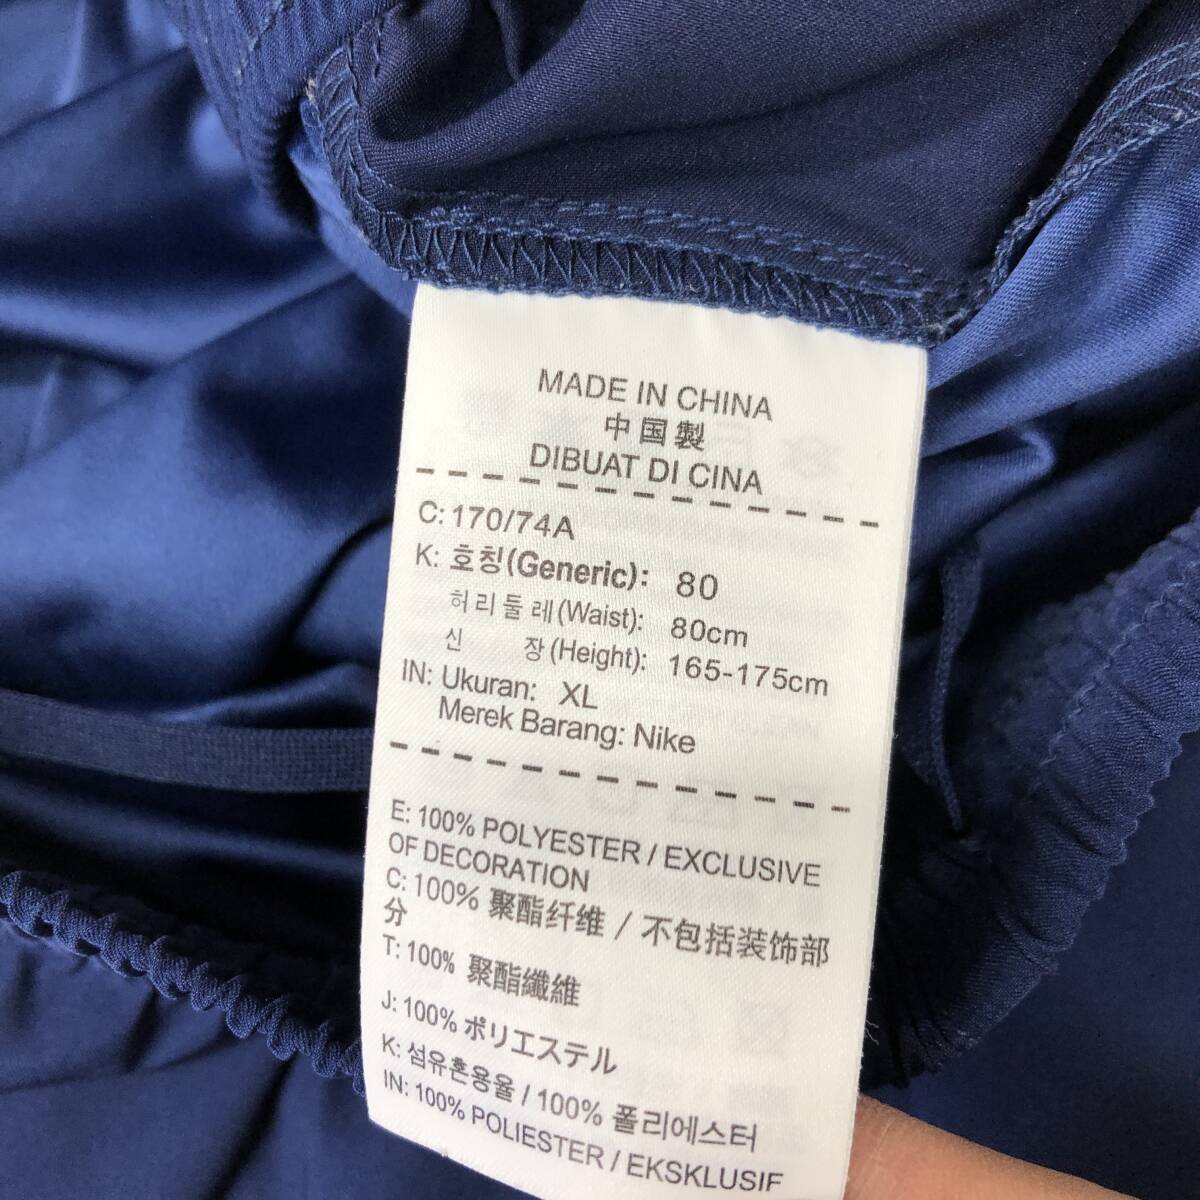 MADE IN CHINA
中国製
DIBUAT DI CINA
C: 170/74A
K: 호칭(Generic): 80
허리둘레(Waist): 80cm
신 장(Height): 165-175cm
IN: Ukuran: XL
Merek Barang: Nike
E: 100% POLYESTER / EXCLUSIVE
OF DECORATION
C: 100% 聚酯纤维 / 不包括装饰部
分
T: 100% 聚酯纖維
J: 100% ポリエステル
K: 섬유혼용율 / 100% 폴리에스터
IN: 100% POLIESTER / EKSKLUSIF